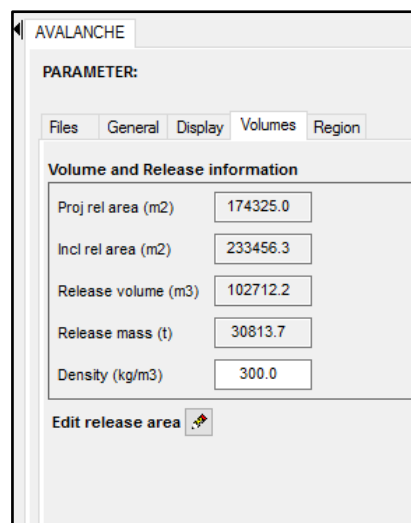 AVALANCHE
PARAMETER:
Files General Display Volumes Region
Volume and Release information
Proj rel area (m2) 174325.0
Incl rel area (m2) 233456.3
Release volume (m3) 102712.2
Release mass (t) 30813.7
Density (kg/m3) 300.0
Edit release area